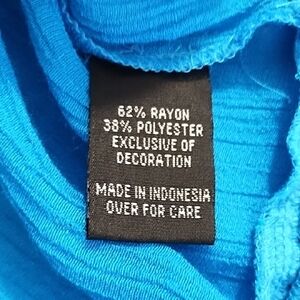 62% RAYON
38% POLYESTER
EXCLUSIVE OF
DECORATION
MADE IN INDONESIA
OVER FOR CARE